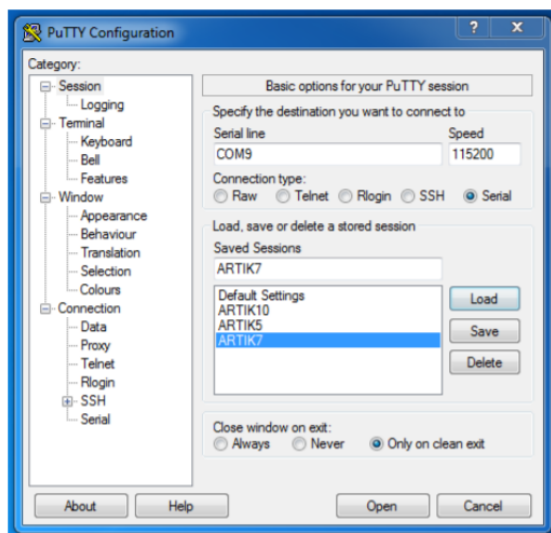 PuTTY Configuration
? X
Category:
Session
Logging
Terminal
Keyboard
Bell
Features
Window
Appearance
Behaviour
Translation
Selection
Colours
Connection
Data
Proxy
Telnet
Rlogin
SSH
Serial
Basic options for your PuTTY session
Specify the destination you want to connect to
Serial line Speed
COM9 115200
Connection type:
Raw Telnet Rlogin SSH Serial
Load, save or delete a stored session
Saved Sessions
ARTIK7
Default Settings
ARTIK10
ARTIK5
ARTIK7
Load
Save
Delete
Close window on exit:
Always Never Only on clean exit
About Help Open Cancel